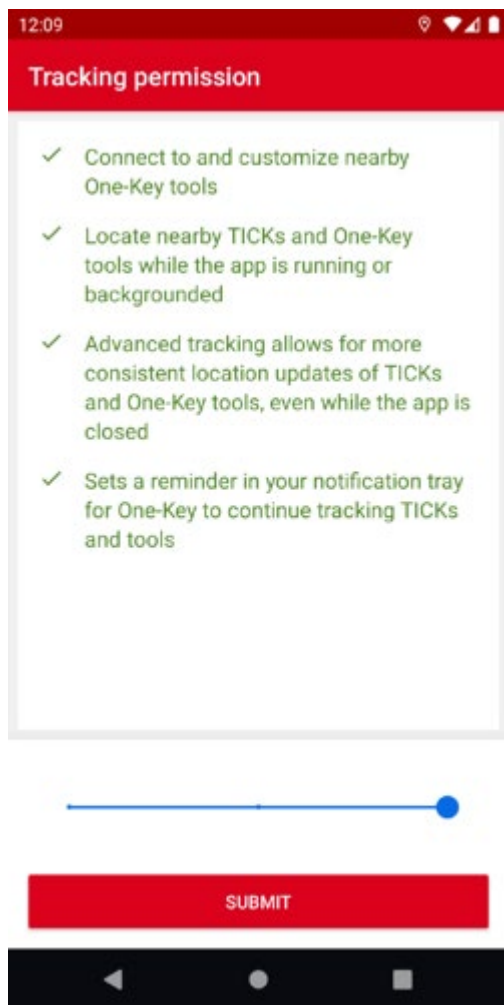 12:09
Tracking permission
Connect to and customize nearby
One-Key tools
Locate nearby TICKs and One-Key
tools while the app is running or
backgrounded
Advanced tracking allows for more
consistent location updates of TICKs
and One-Key tools, even while the app is
closed
Sets a reminder in your notification tray
for One-Key to continue tracking TICKs
and tools
SUBMIT